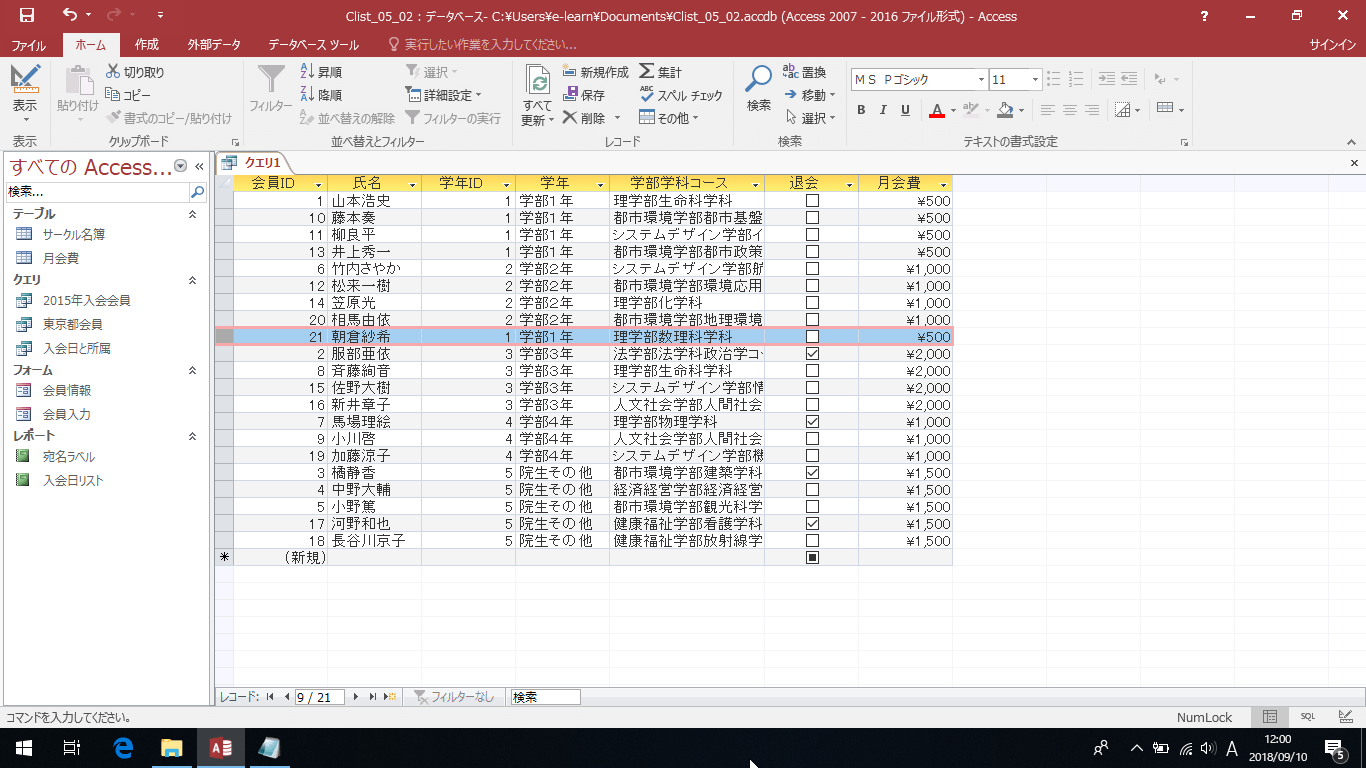 Clist_05_02 : データベース- C:¥Users¥e-learn¥Documents¥Clist_05_02.accdb (Access 2007 - 2016 ファイル形式) - Access
ファイル ホーム 作成 外部データ データベース ツール 実行したい作業を入力してください... サインイン
表示 貼り付け 切り取り コピー 書式のコピー/貼り付け
フィルター 昇順 降順 並べ替えの解除 選択 詳細設定 フィルターの実行
すべて更新 新規作成 保存 削除 集計 スペル チェック その他
検索 置換 移動 選択
ＭＳ Ｐゴシック 11
B I U A
表示 クリップボード 並べ替えとフィルター レコード 検索 テキストの書式設定
すべての Access...
検索...
テーブル
サークル名簿
月会費
クエリ
2015年入会会員
東京都会員
入会日と所属
フォーム
会員情報
会員入力
レポート
宛名ラベル
入会日リスト
クエリ1
会員ID 氏名 学年ID 学年 学部学科コース 退会 月会費
1 山本浩史 1 学部1年 理学部生命科学科 ¥500
10 藤本奏 1 学部1年 都市環境学部都市基盤 ¥500
11 柳良平 1 学部1年 システムデザイン学部イ ¥500
13 井上秀一 1 学部1年 都市環境学部都市政策 ¥500
6 竹内さやか 2 学部2年 システムデザイン学部航 ¥1,000
12 松来一樹 2 学部2年 都市環境学部環境応用 ¥1,000
14 笠原光 2 学部2年 理学部化学科 ¥1,000
20 相馬由依 2 学部2年 都市環境学部地理環境 ¥1,000
21 朝倉紗希 1 学部1年 理学部数理科学科 ¥500
2 服部亜依 3 学部3年 法学部法学科政治学コー ¥2,000
8 斉藤絢音 3 学部3年 理学部生命科学科 ¥2,000
15 佐野大樹 3 学部3年 システムデザイン学部情 ¥2,000
16 新井章子 3 学部3年 人文社会学部人間社会 ¥2,000
7 馬場理絵 4 学部4年 理学部物理学科 ¥1,000
9 小川啓 4 学部4年 人文社会学部人間社会 ¥1,000
19 加藤涼子 4 学部4年 システムデザイン学部機 ¥1,000
3 橘静香 5 院生その他 都市環境学部建築学科 ¥1,500
4 中野大輔 5 院生その他 経済経営学部経済経営 ¥1,500
5 小野篤 5 院生その他 都市環境学部観光科学 ¥1,500
17 河野和也 5 院生その他 健康福祉学部看護学科 ¥1,500
18 長谷川京子 5 院生その他 健康福祉学部放射線学 ¥1,500
* (新規)
レコード: 9 / 21 フィルターなし 検索
コマンドを入力してください。 NumLock SQL
A 12:00
2018/09/10 5